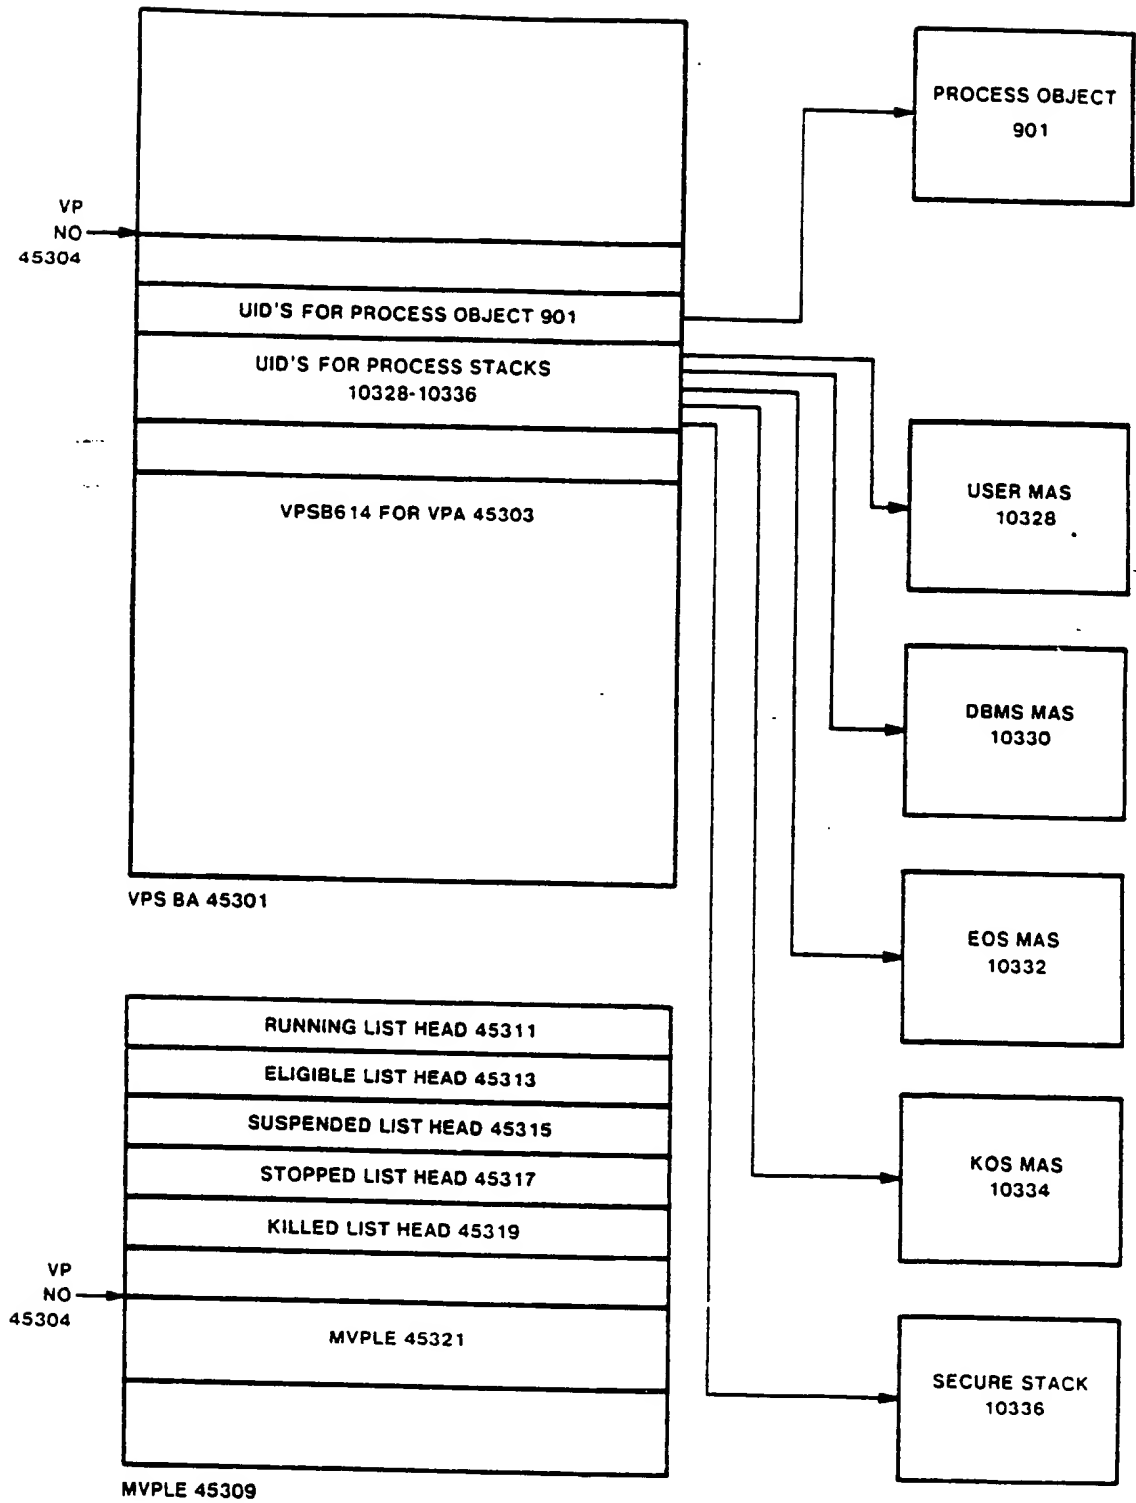 PROCESS OBJECT
901
VP
NO
45304
UID'S FOR PROCESS OBJECT 901
UID'S FOR PROCESS STACKS
10328-10336
VPSB614 FOR VPA 45303
USER MAS
10328
DBMS MAS
10330
EOS MAS
10332
KOS MAS
10334
SECURE STACK
10336
VPS BA 45301
RUNNING LIST HEAD 45311
ELIGIBLE LIST HEAD 45313
SUSPENDED LIST HEAD 45315
STOPPED LIST HEAD 45317
KILLED LIST HEAD 45319
VP
NO
45304
MVPLE 45321
MVPLE 45309